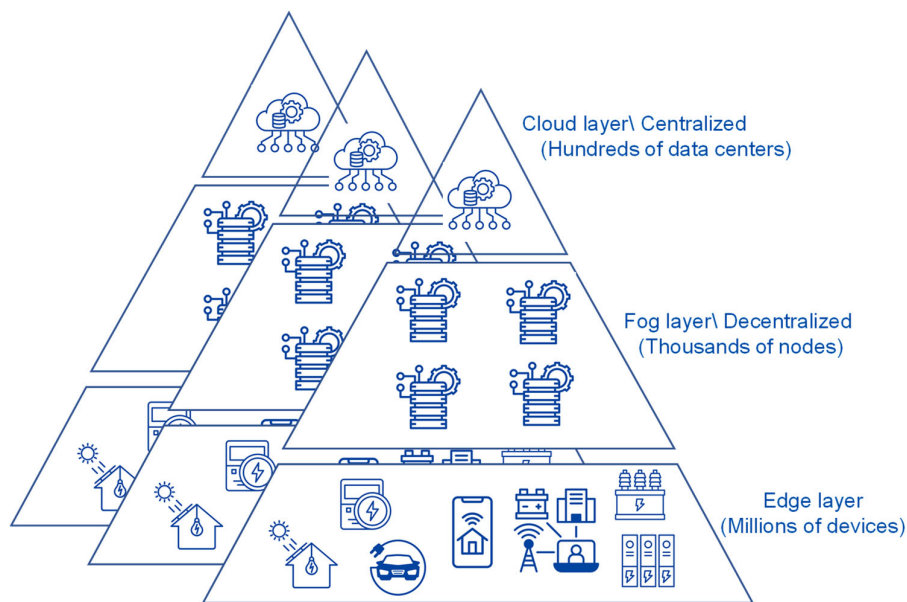 Cloud layer\ Centralized
(Hundreds of data centers)
Fog layer\ Decentralized
(Thousands of nodes)
Edge layer
(Millions of devices)